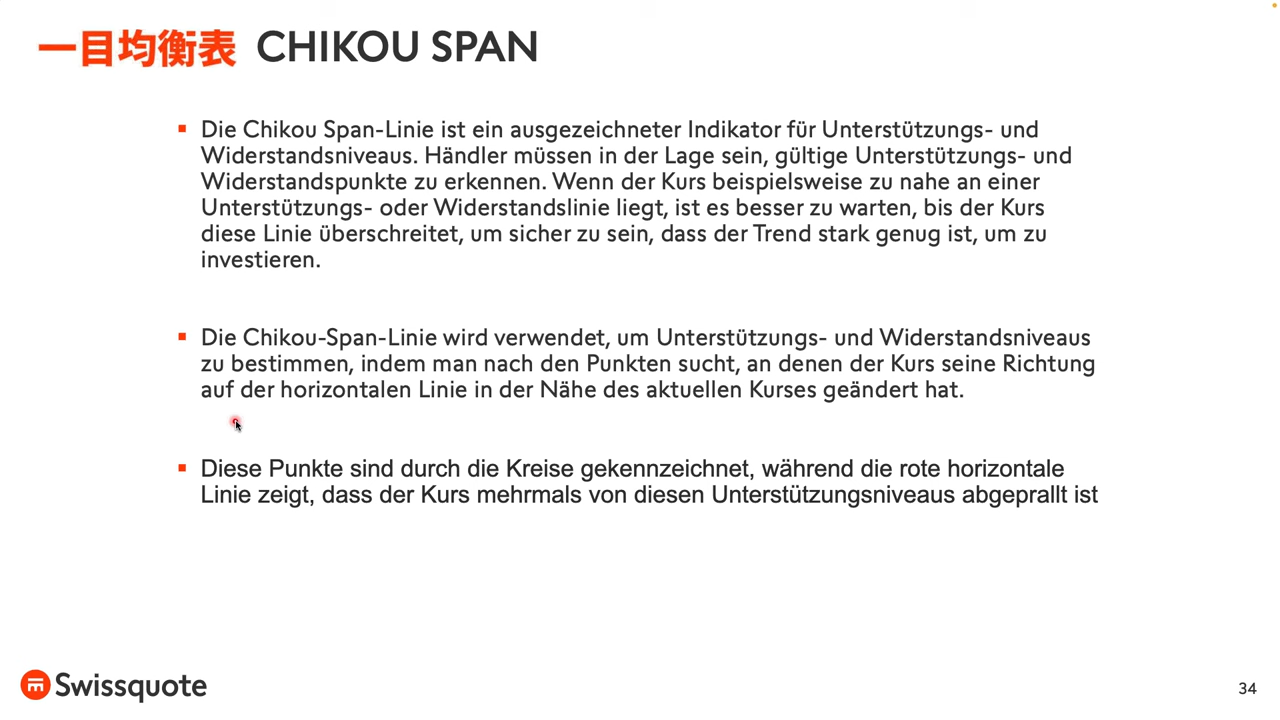 一目均衡表 CHIKOU SPAN
▪ Die Chikou Span-Linie ist ein ausgezeichneter Indikator für Unterstützungs- und
Widerstandsniveaus. Händler müssen in der Lage sein, gültige Unterstützungs- und
Widerstandspunkte zu erkennen. Wenn der Kurs beispielsweise zu nahe an einer
Unterstützungs- oder Widerstandslinie liegt, ist es besser zu warten, bis der Kurs
diese Linie überschreitet, um sicher zu sein, dass der Trend stark genug ist, um zu
investieren.
▪ Die Chikou-Span-Linie wird verwendet, um Unterstützungs- und Widerstandsniveaus
zu bestimmen, indem man nach den Punkten sucht, an denen der Kurs seine Richtung
auf der horizontalen Linie in der Nähe des aktuellen Kurses geändert hat.
▪ Diese Punkte sind durch die Kreise gekennzeichnet, während die rote horizontale
Linie zeigt, dass der Kurs mehrmals von diesen Unterstützungsniveaus abgeprallt ist
Swissquote
34